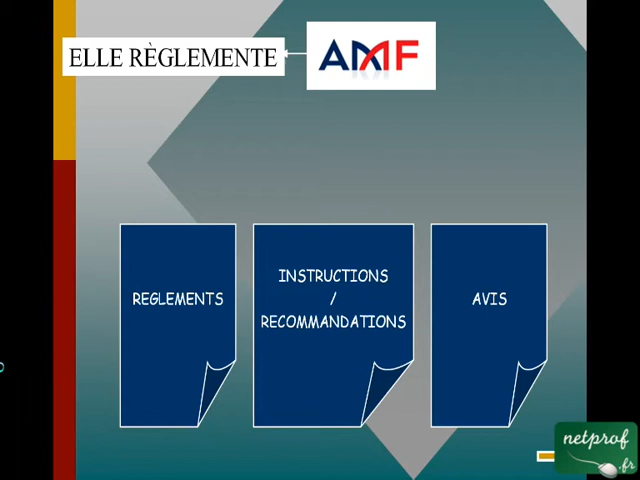 ELLE RÈGLEMENTE
AMF
REGLEMENTS
INSTRUCTIONS
/
RECOMMANDATIONS
AVIS
netprof
.fr